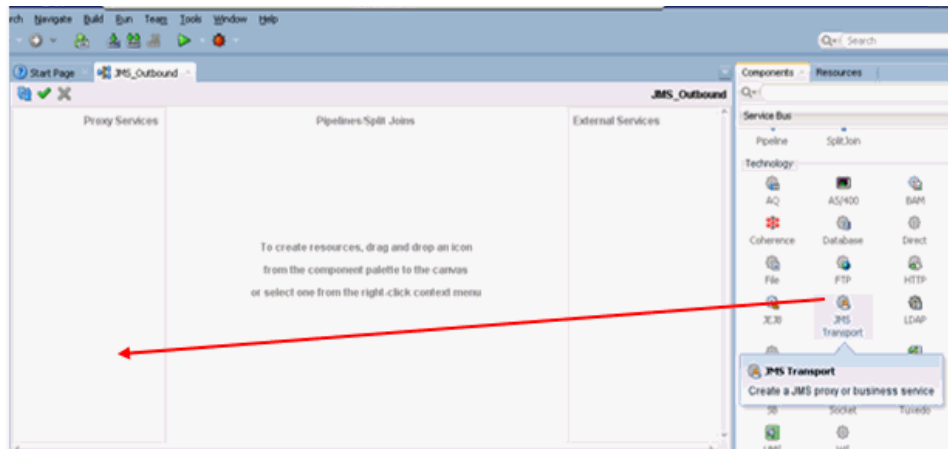 rch Navigate Build Run Team Tools Window Help
Search
Start Page JMS_Outbound
Components Resources
JMS_Outbound
Service Bus
Proxy Services Pipelines/Split Joins External Services
Pipeline SplitJoin
Technology
AQ AS/400 BAM
Coherence Database Direct
To create resources, drag and drop an icon
from the component palette to the canvas
or select one from the right-click context menu
File FTP HTTP
JEJB JMS Transport LDAP
JMS Transport
Create a JMS proxy or business service
SB Socket Tuxedo